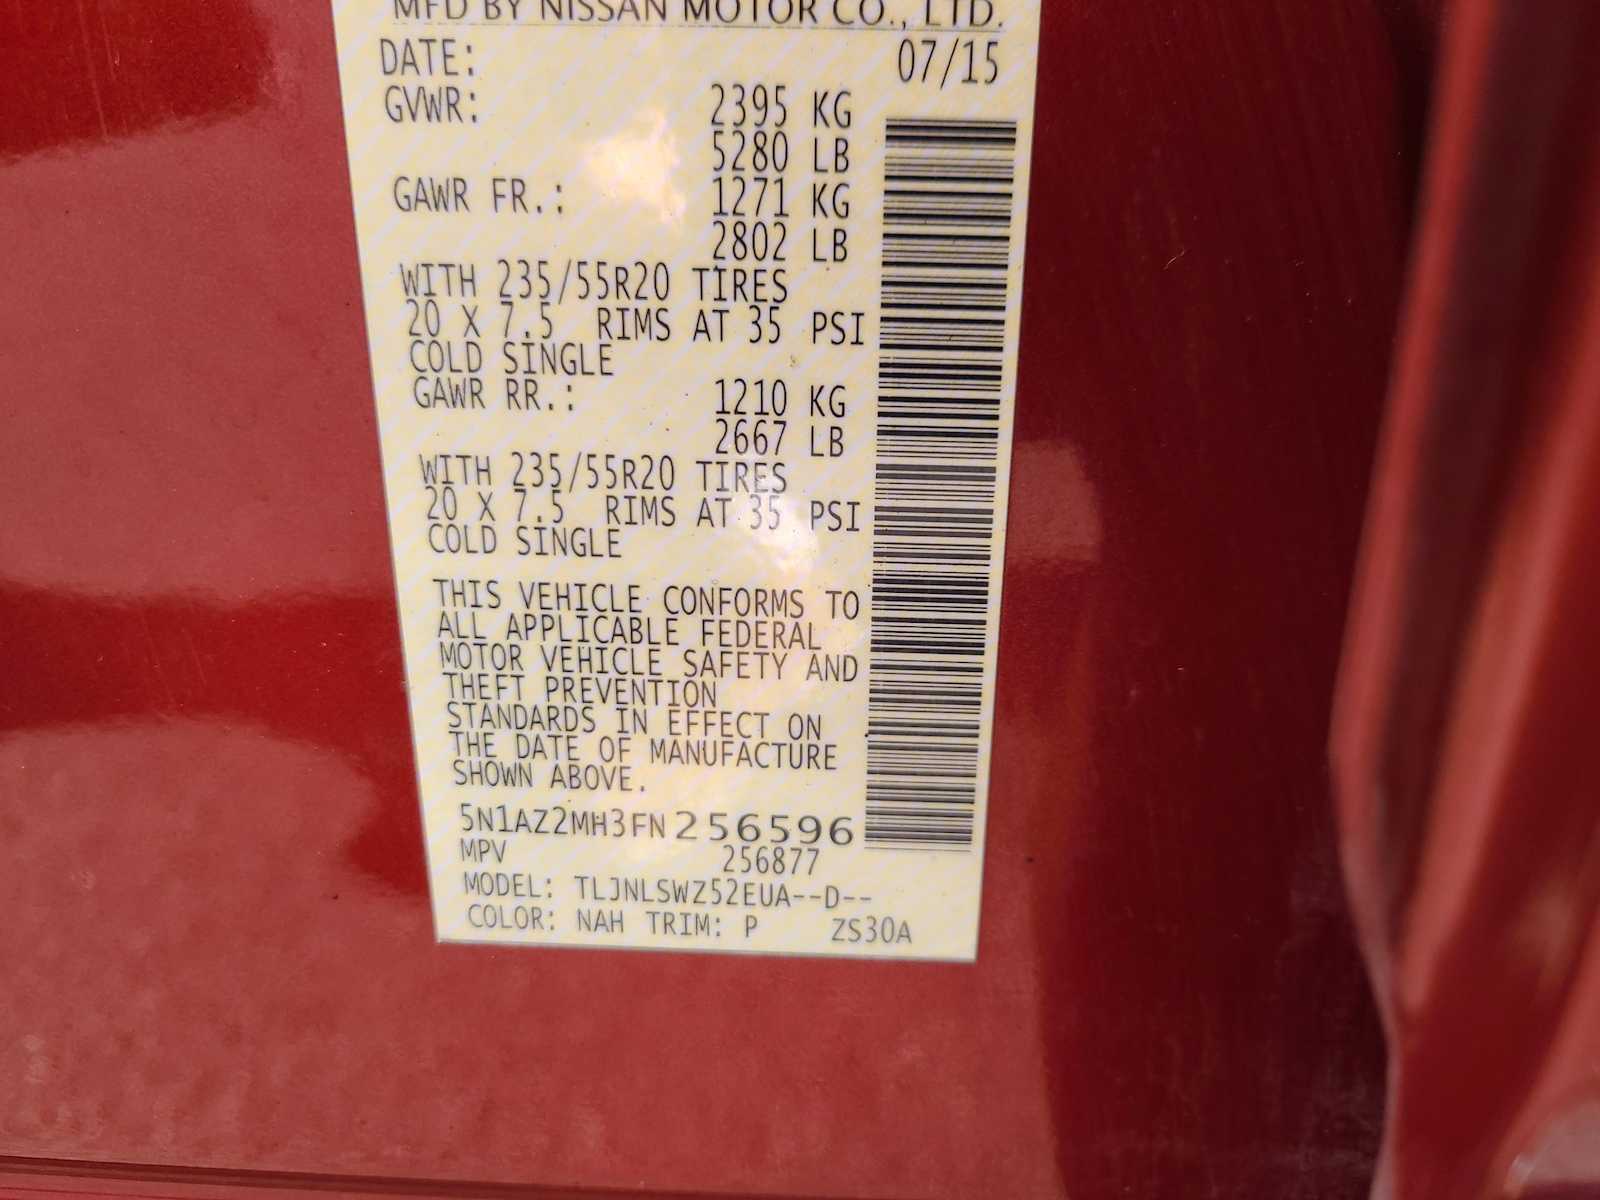 MFD BY NISSAN MOTOR CO., LTD.
DATE: 07/15
GVWR: 2395 KG
5280 LB
GAWR FR.: 1271 KG
2802 LB
WITH 235/55R20 TIRES
20 X 7.5 RIMS AT 35 PSI
COLD SINGLE
GAWR RR.: 1210 KG
2667 LB
WITH 235/55R20 TIRES
20 X 7.5 RIMS AT 35 PSI
COLD SINGLE
THIS VEHICLE CONFORMS TO
ALL APPLICABLE FEDERAL
MOTOR VEHICLE SAFETY AND
THEFT PREVENTION
STANDARDS IN EFFECT ON
THE DATE OF MANUFACTURE
SHOWN ABOVE.
5N1AZ2MH3FN256596
MPV 256877
MODEL: TLJNLSWZ52EUA--D--
COLOR: NAH TRIM: P ZS30A